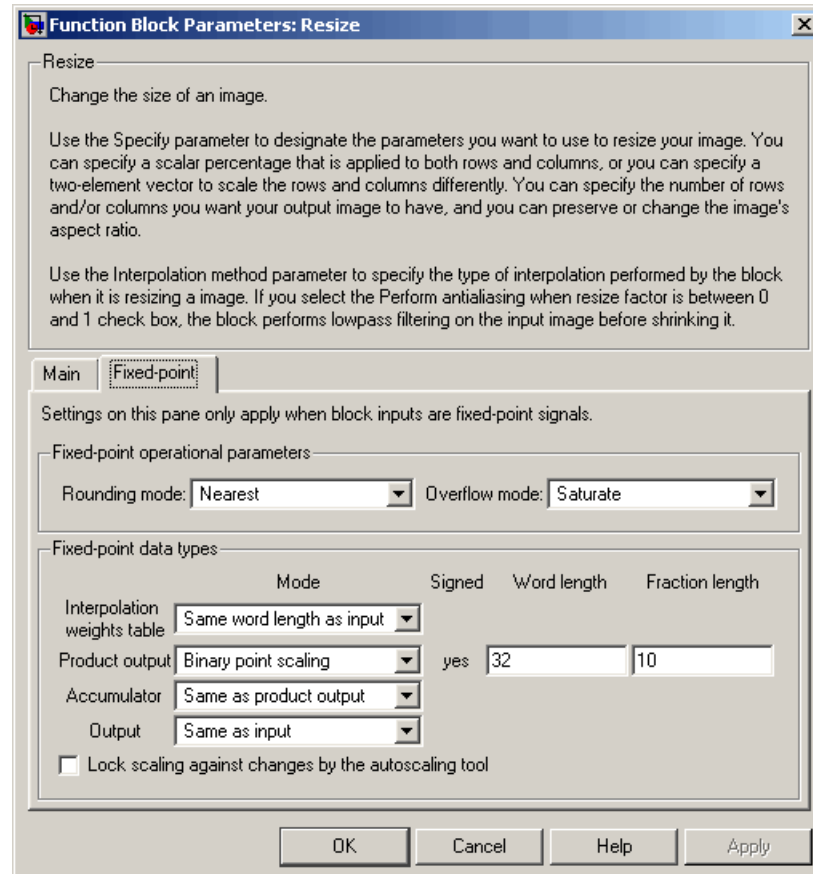 Function Block Parameters: Resize
Resize
Change the size of an image.
Use the Specify parameter to designate the parameters you want to use to resize your image. You
can specify a scalar percentage that is applied to both rows and columns, or you can specify a
two-element vector to scale the rows and columns differently. You can specify the number of rows
and/or columns you want your output image to have, and you can preserve or change the image's
aspect ratio.
Use the Interpolation method parameter to specify the type of interpolation performed by the block
when it is resizing a image. If you select the Perform antialiasing when resize factor is between 0
and 1 check box, the block performs lowpass filtering on the input image before shrinking it.
Main Fixed-point
Settings on this pane only apply when block inputs are fixed-point signals.
Fixed-point operational parameters
Rounding mode: Nearest Overflow mode: Saturate
Fixed-point data types
Mode Signed Word length Fraction length
Interpolation
weights table Same word length as input
Product output Binary point scaling yes 32 10
Accumulator Same as product output
Output Same as input
Lock scaling against changes by the autoscaling tool
OK Cancel Help Apply